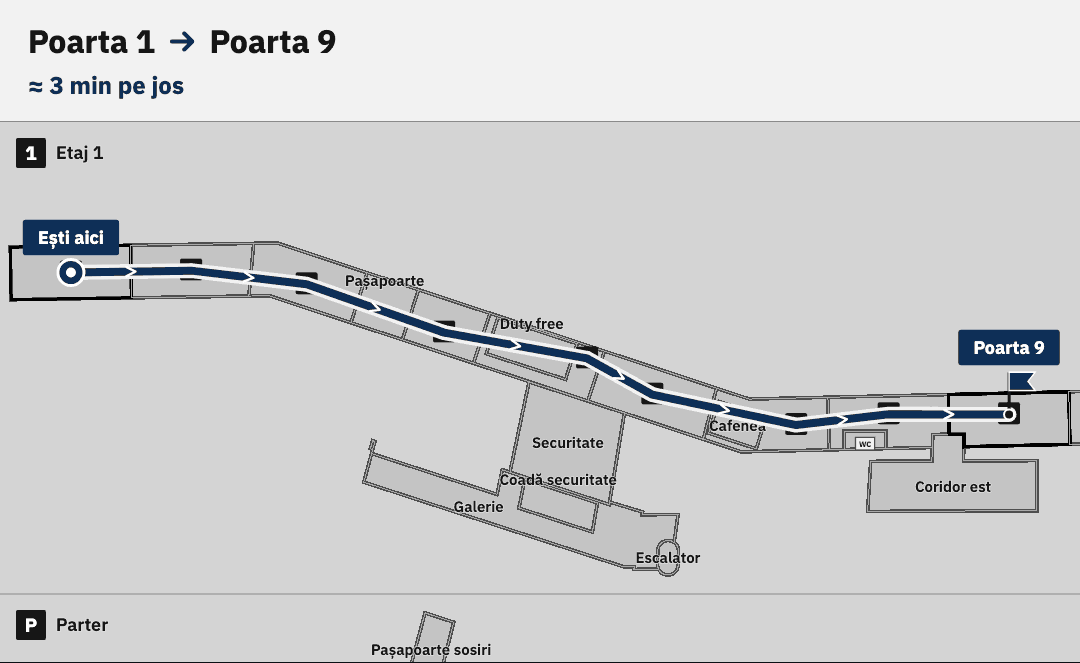 Poarta 1 → Poarta 9
≈ 3 min pe jos
1 Etaj 1
Ești aici
Pașapoarte
Duty free
Poarta 9
Cafenea
wc
Securitate
Coadă securitate
Galerie
Coridor est
Escalator
P Parter
Pașapoarte sosiri